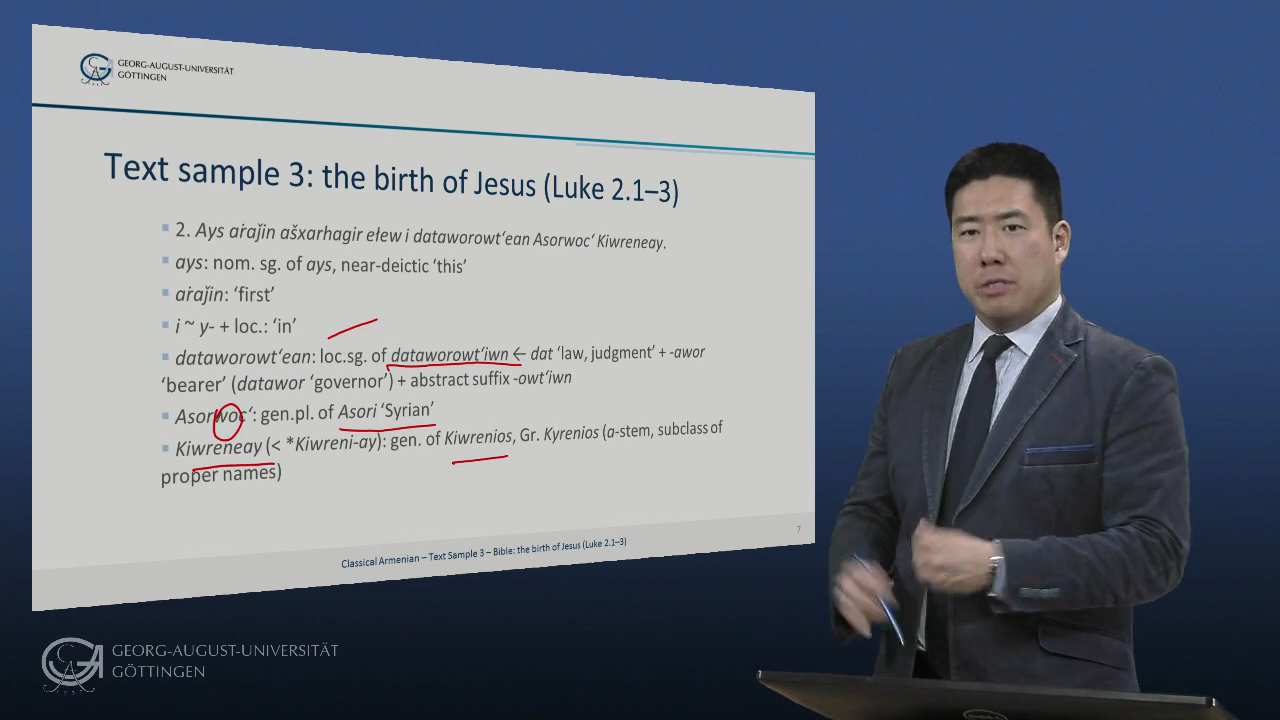 GEORG-AUGUST-UNIVERSITÄT
GÖTTINGEN
Text sample 3: the birth of Jesus (Luke 2.1–3)
2. Ays aṙaǰin ašxarhagir ełew i dataworowt‘ean Asorwoc‘ Kiwreneay.
ays: nom. sg. of ays, near-deictic ‘this’
aṙaǰin: ‘first’
i ~ y- + loc.: ‘in’
dataworowt‘ean: loc.sg. of dataworowt‘iwn ← dat ‘law, judgment’ + -awor
‘bearer’ (datawor ‘governor’) + abstract suffix -owt‘iwn
Asorwoc‘: gen.pl. of Asori ‘Syrian’
Kiwreneay (< *Kiwreni-ay): gen. of Kiwrenios, Gr. Kyrenios (a-stem, subclass of
proper names)
7
Classical Armenian – Text Sample 3 – Bible: the birth of Jesus (Luke 2.1–3)
GEORG-AUGUST-UNIVERSITÄT
GÖTTINGEN